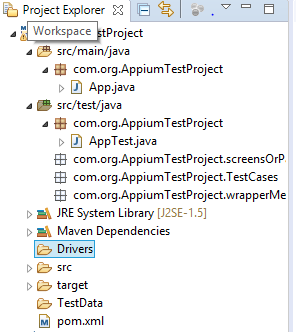 Project Explorer
Workspace
stProject
src/main/java
com.org.AppiumTestProject
App.java
src/test/java
com.org.AppiumTestProject
AppTest.java
com.org.AppiumTestProject.screensOrP
com.org.AppiumTestProject.TestCases
com.org.AppiumTestProject.wrapperMe
JRE System Library [J2SE-1.5]
Maven Dependencies
Drivers
src
target
TestData
pom.xml